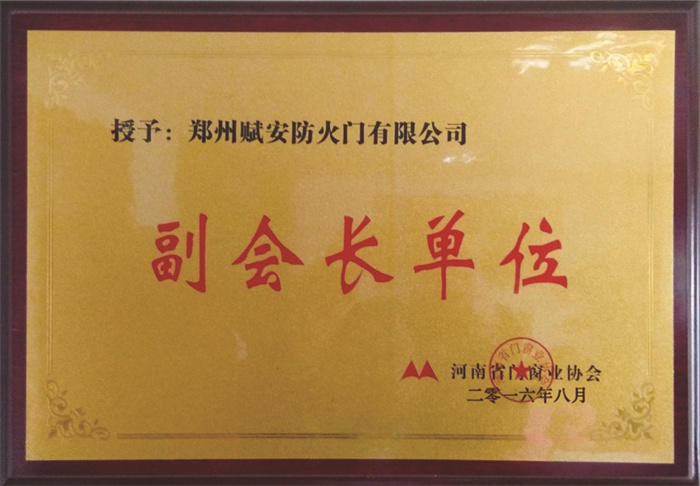 授予：郑州赋安防火门有限公司
副会长单位
河南省门窗业协会
二零一六年八月